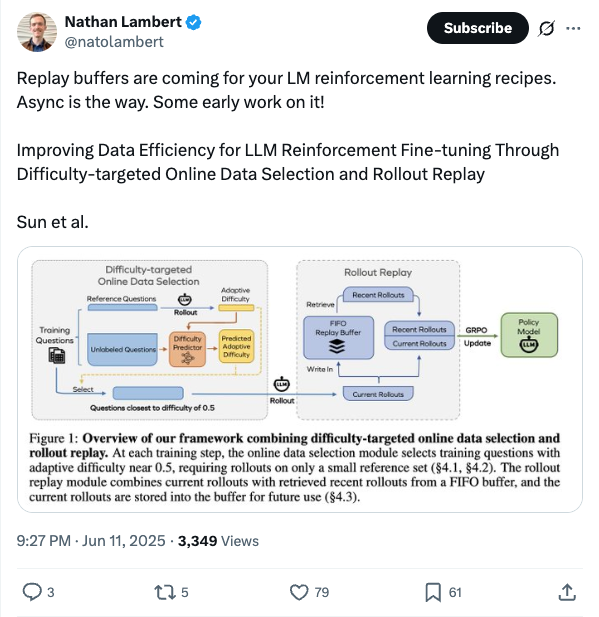 Nathan Lambert
@natolambert
Subscribe
Replay buffers are coming for your LM reinforcement learning recipes.
Async is the way. Some early work on it!
Improving Data Efficiency for LLM Reinforcement Fine-tuning Through
Difficulty-targeted Online Data Selection and Rollout Replay
Sun et al.
Difficulty-targeted
Online Data Selection
Reference Questions
LLM
Rollout
Adaptive
Difficulty
Training
Questions
Unlabeled Questions
Difficulty
Predictor
Predicted
Adaptive
Difficulty
Select
Questions closest to difficulty of 0.5
LLM
Rollout
Rollout Replay
Retrieve
Recent Rollouts
FIFO
Replay Buffer
Write In
Recent Rollouts
Current Rollouts
Current Rollouts
GRPO
Update
Policy
Model
LLM
Figure 1: Overview of our framework combining difficulty-targeted online data selection and
rollout replay. At each training step, the online data selection module selects training questions with
adaptive difficulty near 0.5, requiring rollouts on only a small reference set (§4.1, §4.2). The rollout
replay module combines current rollouts with retrieved recent rollouts from a FIFO buffer, and the
current rollouts are stored into the buffer for future use (§4.3).
9:27 PM · Jun 11, 2025 · 3,349 Views
3
5
79
61